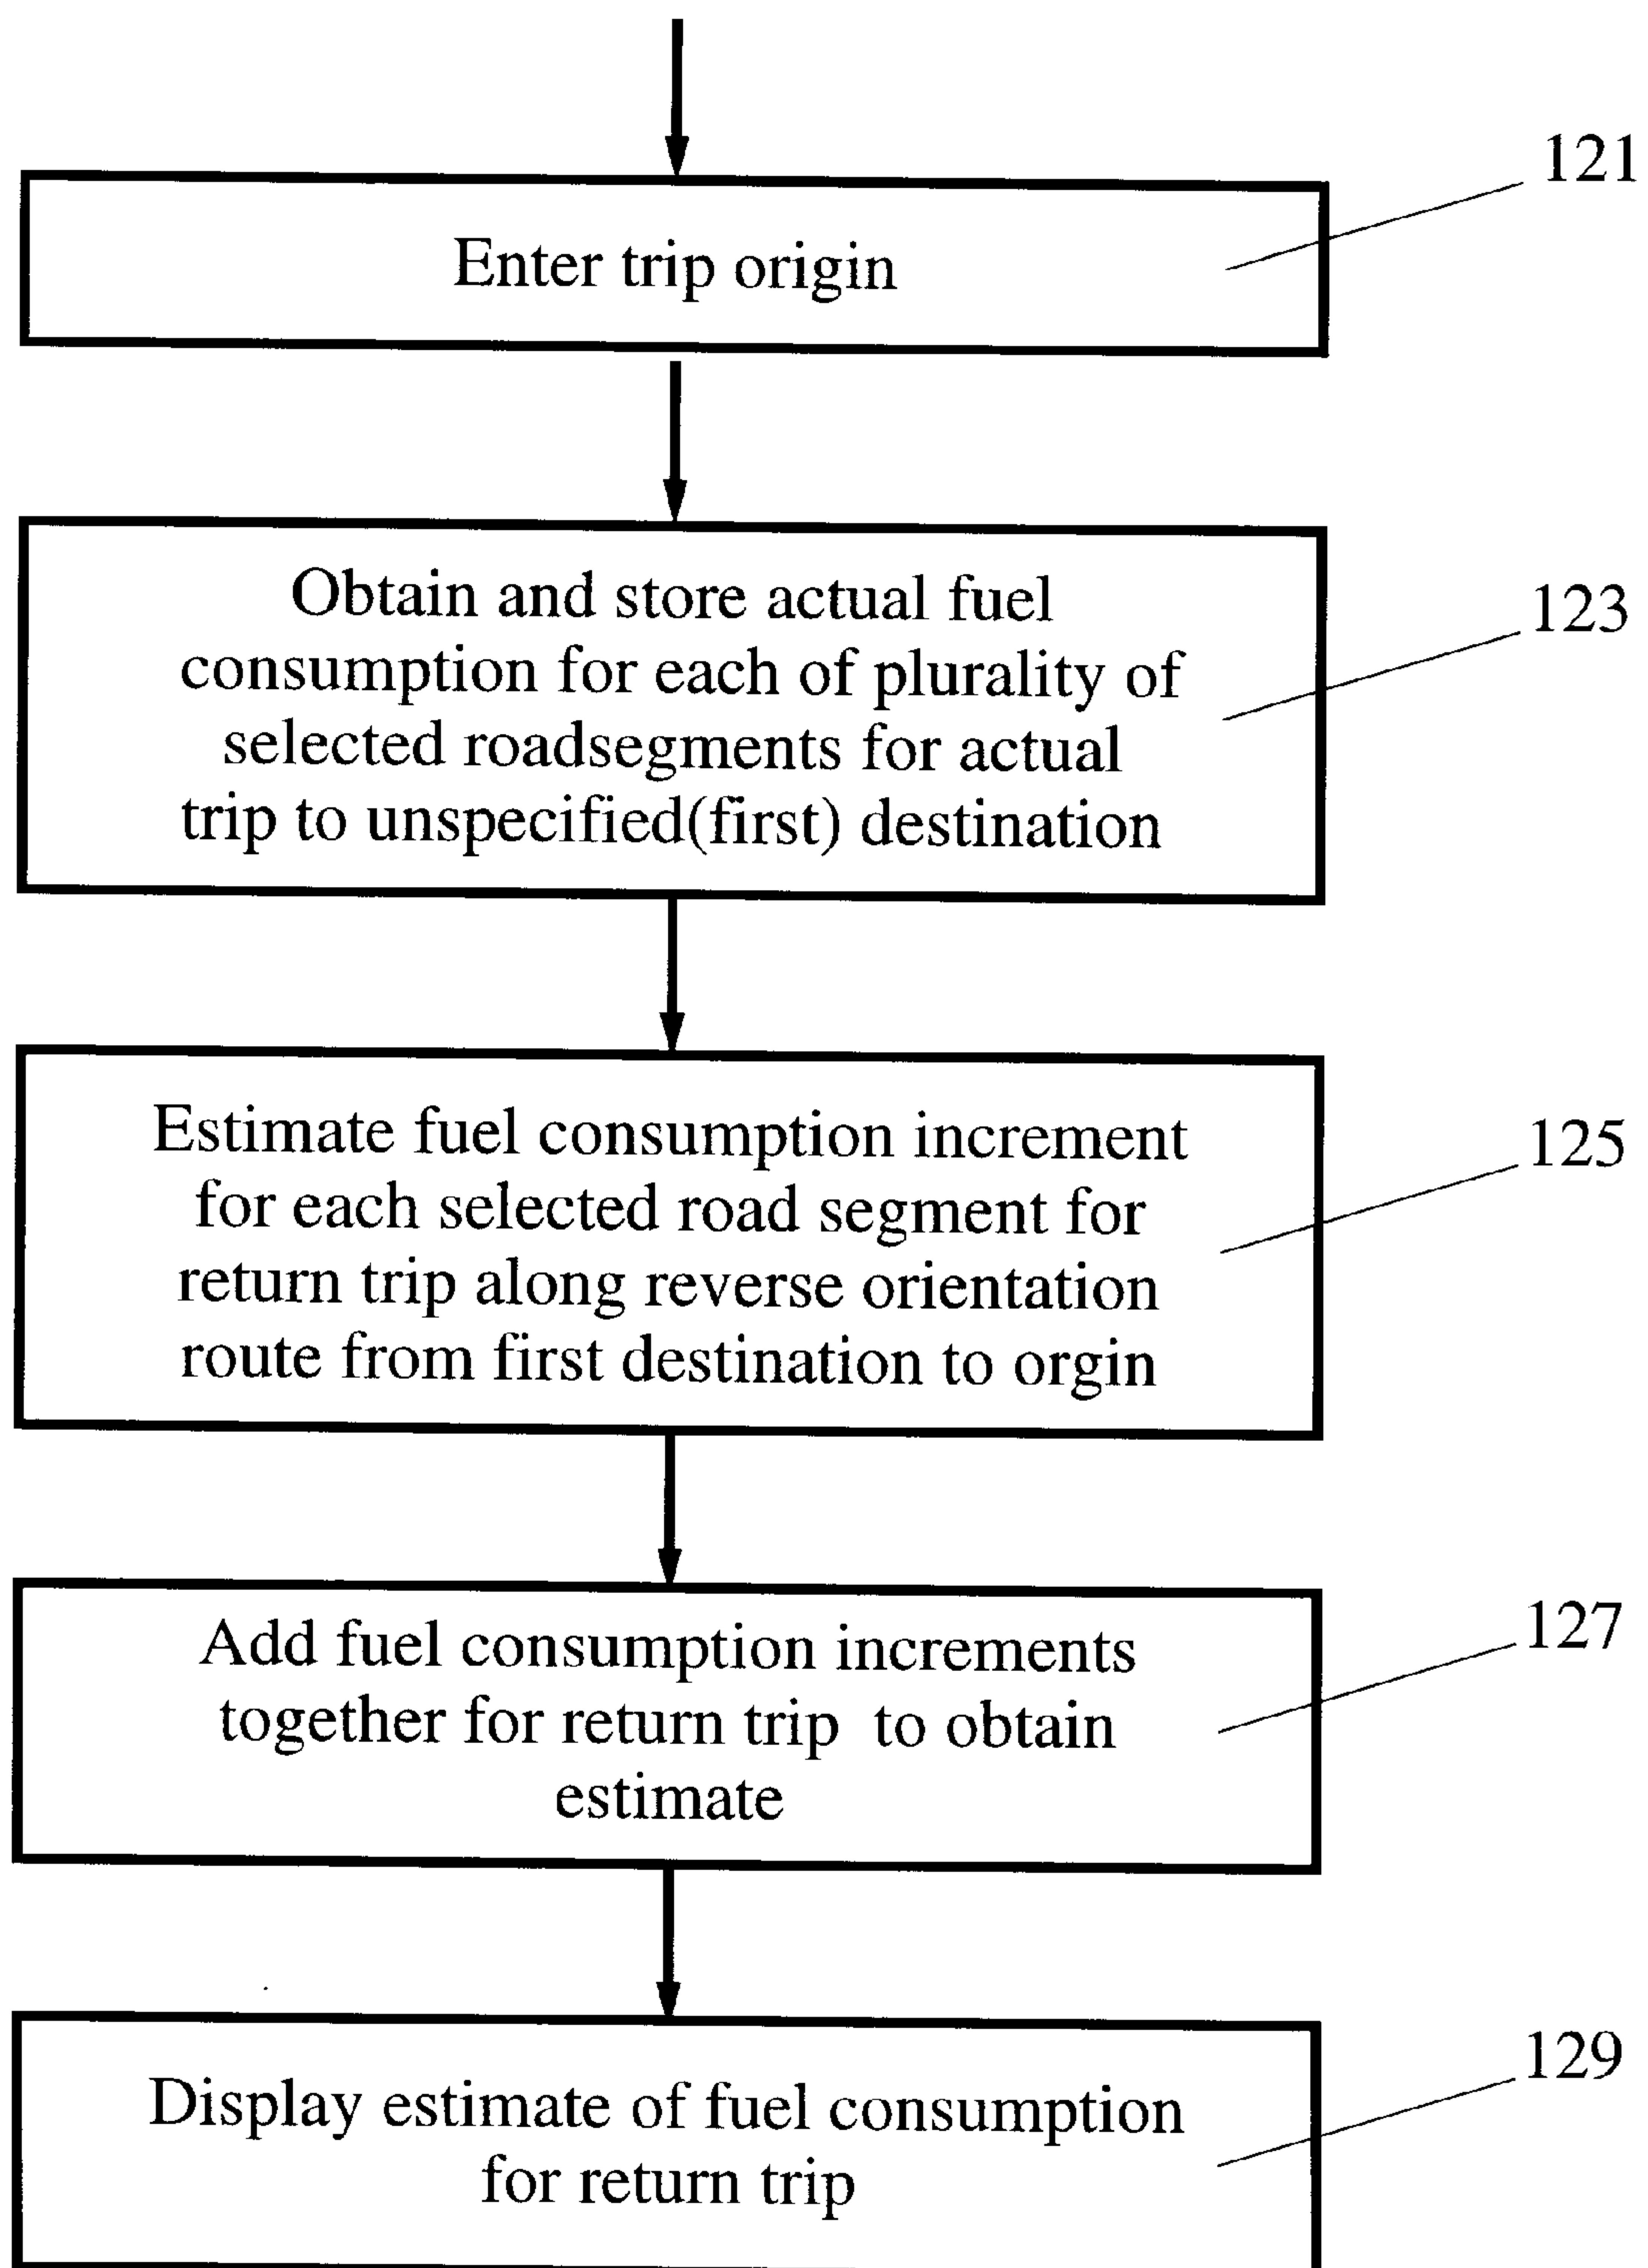 121
Enter trip origin
Obtain and store actual fuel
consumption for each of plurality of
selected roadsegments for actual
trip to unspecified(first) destination
123
Estimate fuel consumption increment
for each selected road segment for
return trip along reverse orientation
route from first destination to orgin
125
Add fuel consumption increments
together for return trip to obtain
estimate
127
Display estimate of fuel consumption
for return trip
129